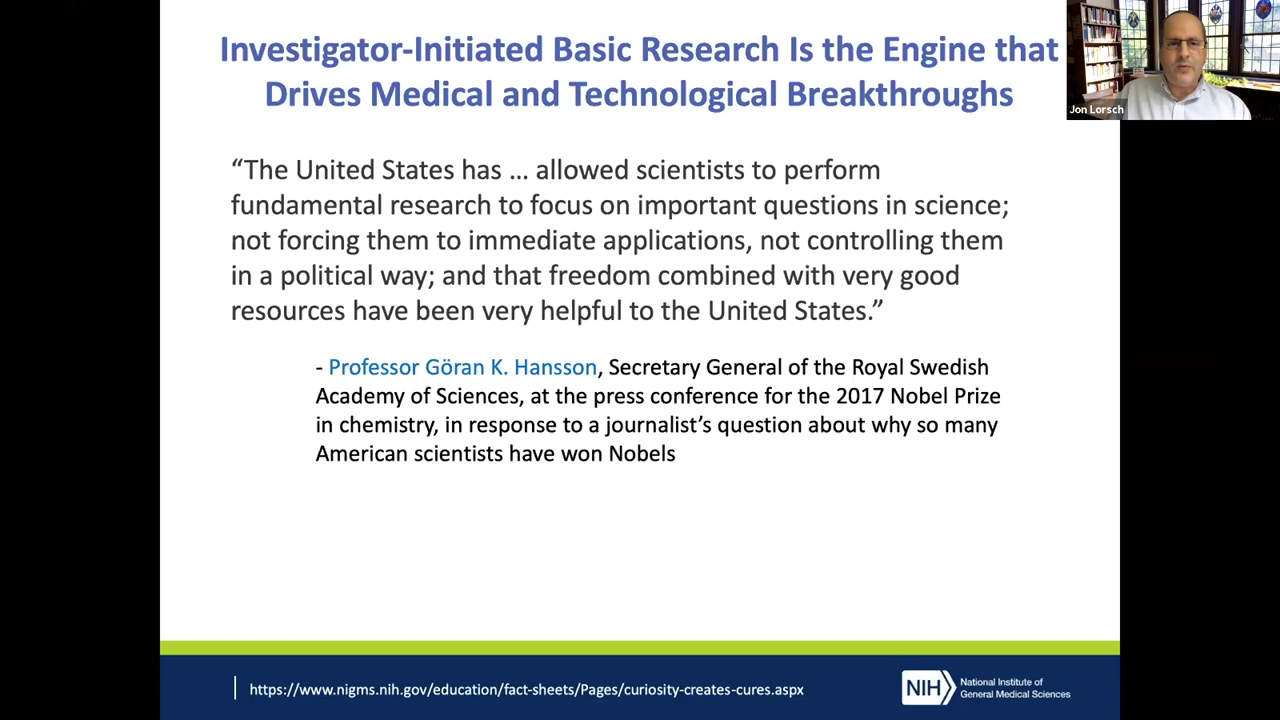 Investigator-Initiated Basic Research Is the Engine that
Drives Medical and Technological Breakthroughs
Jon Lorsch
“The United States has … allowed scientists to perform
fundamental research to focus on important questions in science;
not forcing them to immediate applications, not controlling them
in a political way; and that freedom combined with very good
resources have been very helpful to the United States.”
- Professor Göran K. Hansson, Secretary General of the Royal Swedish
Academy of Sciences, at the press conference for the 2017 Nobel Prize
in chemistry, in response to a journalist’s question about why so many
American scientists have won Nobels
https://www.nigms.nih.gov/education/fact-sheets/Pages/curiosity-creates-cures.aspx
NIH National Institute of
General Medical Sciences